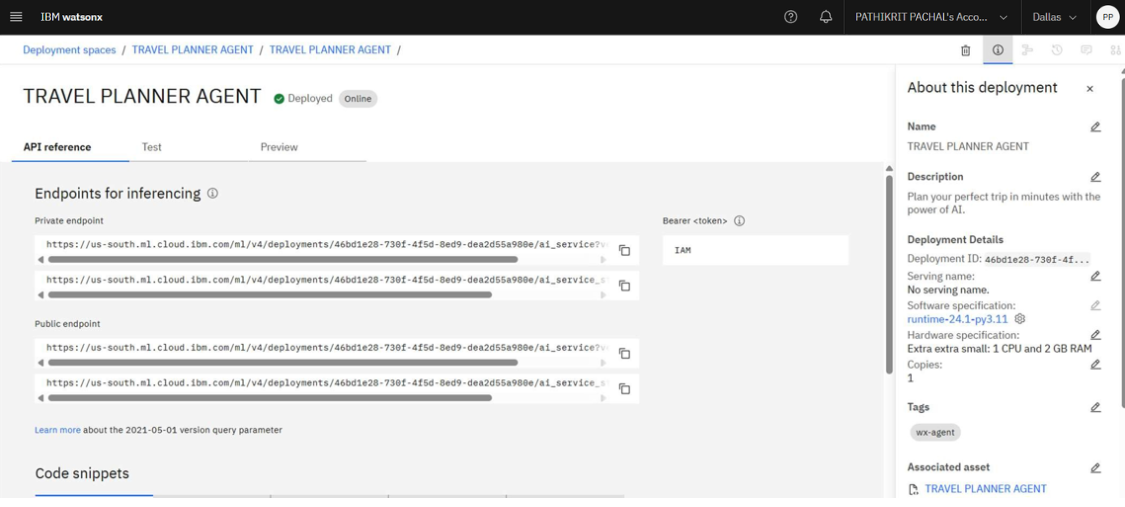 IBM watsonx
PATHIKRIT PACHAL's Acco...
Dallas
PP
Deployment spaces / TRAVEL PLANNER AGENT / TRAVEL PLANNER AGENT /
TRAVEL PLANNER AGENT
Deployed
Online
API reference
Test
Preview
Endpoints for inferencing
Private endpoint
https://us-south.ml.cloud.ibm.com/ml/v4/deployments/46bd1e28-730f-4f5d-8ed9-dea2d55a980e/ai_service?v
https://us-south.ml.cloud.ibm.com/ml/v4/deployments/46bd1e28-730f-4f5d-8ed9-dea2d55a980e/ai_service_s
Public endpoint
https://us-south.ml.cloud.ibm.com/ml/v4/deployments/46bd1e28-730f-4f5d-8ed9-dea2d55a980e/ai_service?v
https://us-south.ml.cloud.ibm.com/ml/v4/deployments/46bd1e28-730f-4f5d-8ed9-dea2d55a980e/ai_service_s
Learn more about the 2021-05-01 version query parameter
Code snippets
Bearer <token>
IAM
About this deployment
Name
TRAVEL PLANNER AGENT
Description
Plan your perfect trip in minutes with the
power of AI.
Deployment Details
Deployment ID: 46bd1e28-730f-4f...
Serving name:
No serving name.
Software specification:
runtime-24.1-py3.11
Hardware specification:
Extra extra small: 1 CPU and 2 GB RAM
Copies:
1
Tags
wx-agent
Associated asset
TRAVEL PLANNER AGENT